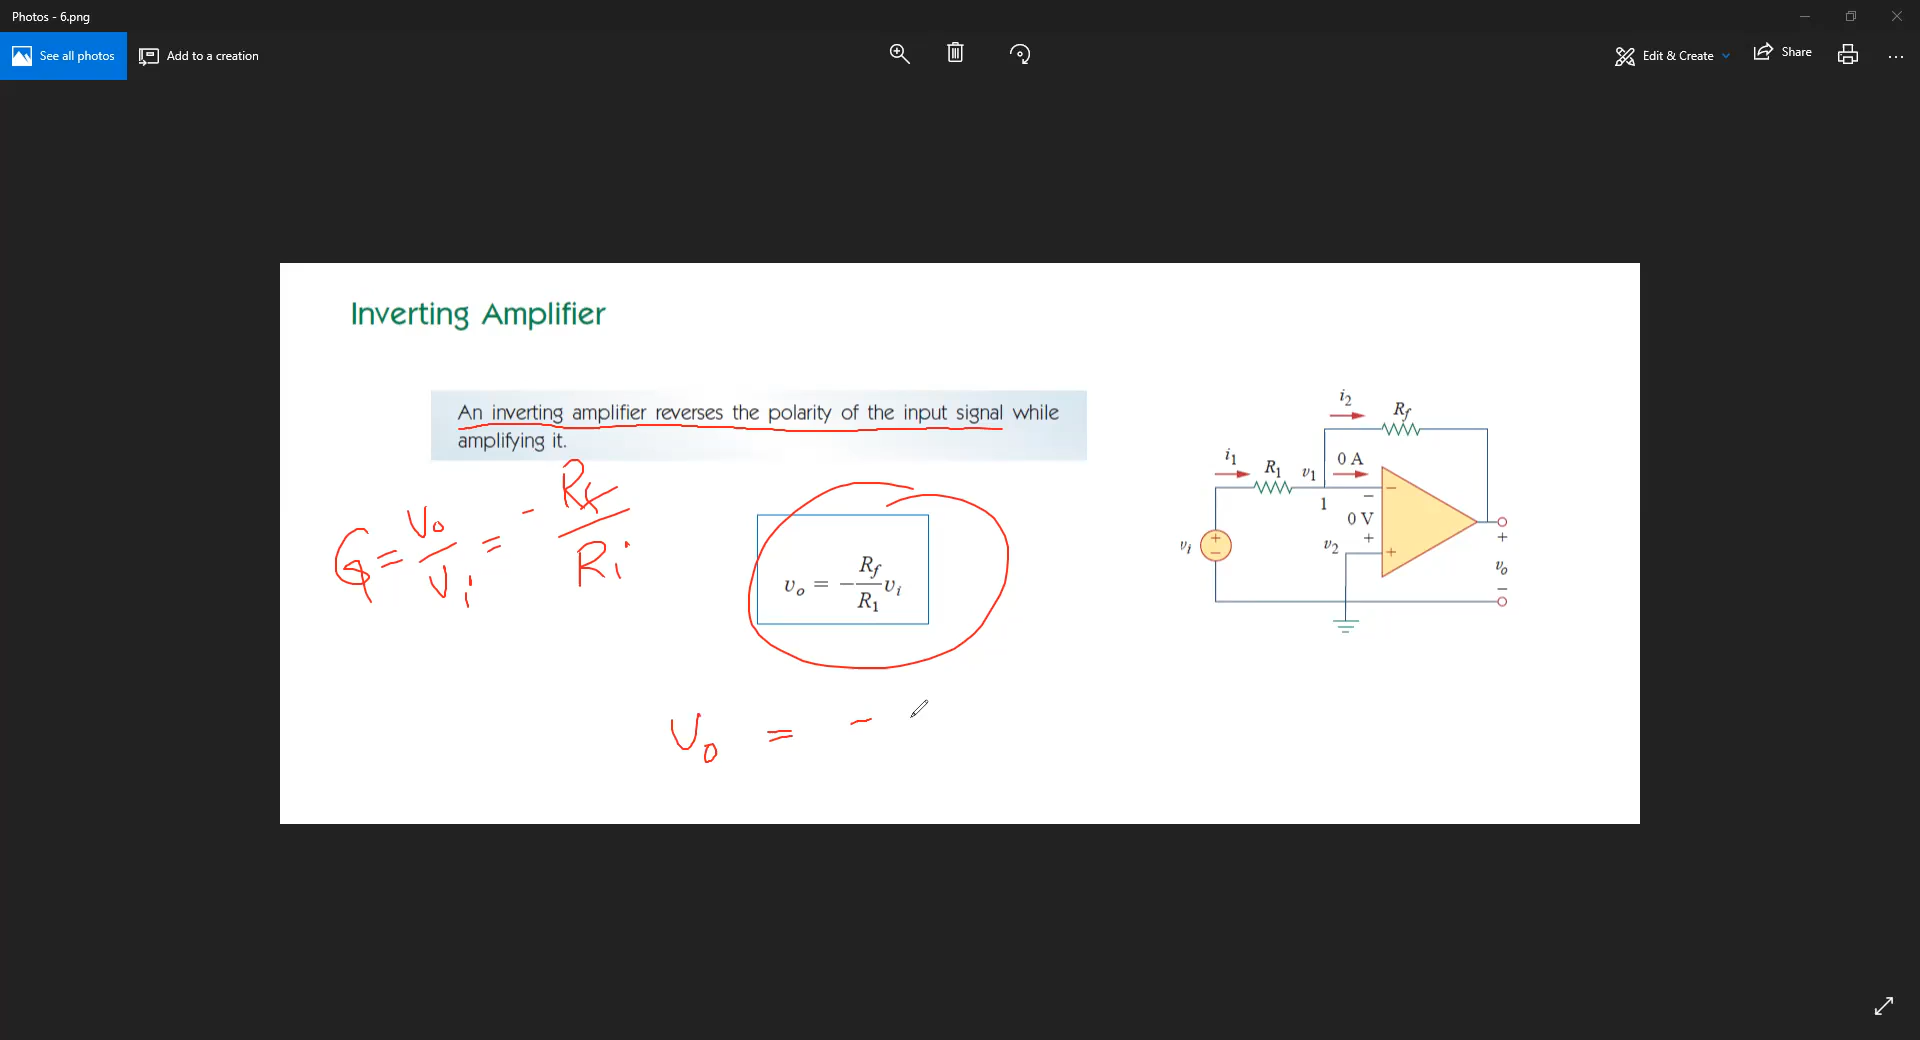 Photos - 6.png
See all photos
Add to a creation
Edit & Create
Share
Inverting Amplifier
An inverting amplifier reverses the polarity of the input signal while
amplifying it.
G = Vo/Vi = - Rf/Ri
vo = - Rf/R1 vi
Vo = -
i2
Rf
i1
R1
v1
0 A
−
1
−
0 V
+
v2
+
vi
+
−
+
vo
−